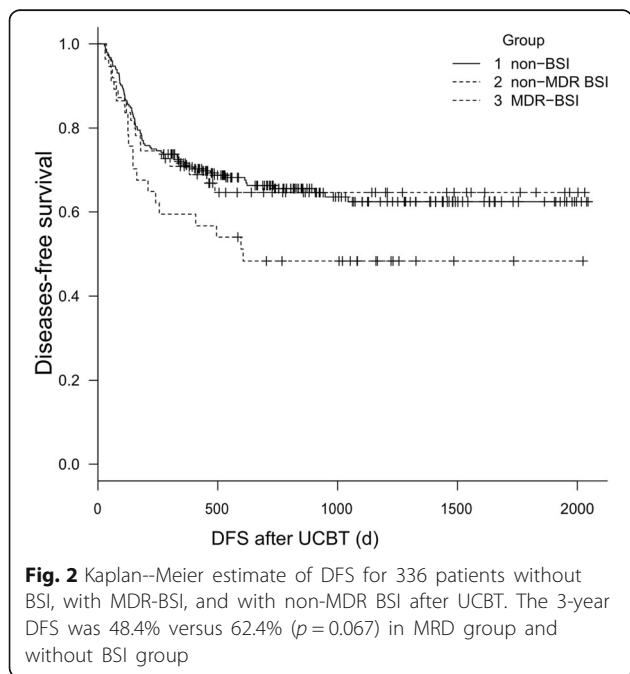 Group
1 non−BSI
2 non−MDR BSI
3 MDR−BSI
1.0
0.8
0.6
0.4
0.2
0.0
Diseases-free survival
0 500 1000 1500 2000
DFS after UCBT (d)
Fig. 2 Kaplan--Meier estimate of DFS for 336 patients without
BSI, with MDR-BSI, and with non-MDR BSI after UCBT. The 3-year
DFS was 48.4% versus 62.4% (p = 0.067) in MRD group and
without BSI group